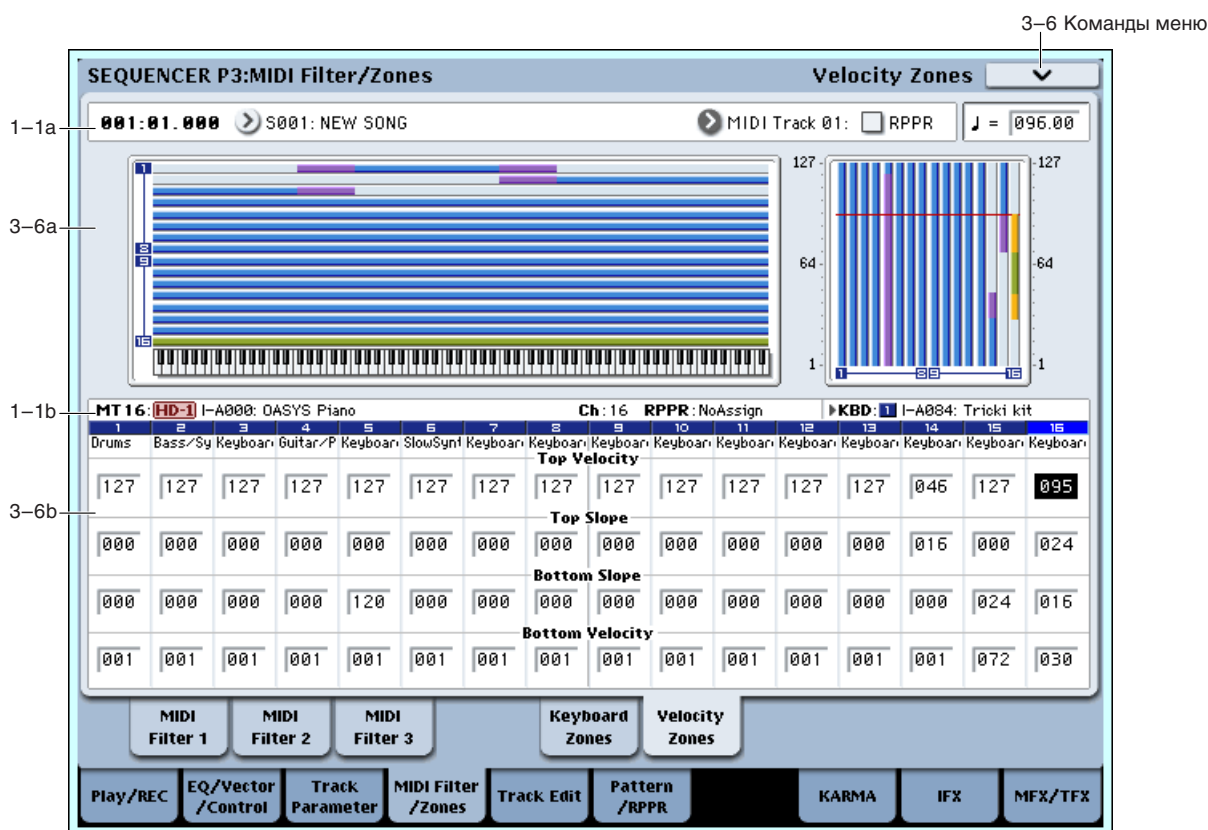 3–6 Команды меню
SEQUENCER P3:MIDI Filter/Zones Velocity Zones
1–1a
001:01.000 S001: NEW SONG MIDI Track 01: RPPR ♩ = 096.00
3–6a
1
8
9
16
127
64
1
127
64
1
1 8 9 16
1–1b
MT16: HD-1 I-A000: OASYS Piano Ch:16 RPPR:NoAssign ▶KBD: 1 I-A084: Tricki kit
1 2 3 4 5 6 7 8 9 10 11 12 13 14 15 16
Drums Bass/Sy Keyboar Guitar/P Keyboar SlowSynt Keyboar Keyboar Keyboar Keyboar Keyboar Keyboar Keyboar Keyboar Keyboar Keyboar
Top Velocity
127 127 127 127 127 127 127 127 127 127 127 127 127 046 127 095
3–6b
Top Slope
000 000 000 000 000 000 000 000 000 000 000 000 000 016 000 024
Bottom Slope
000 000 000 000 120 000 000 000 000 000 000 000 000 000 024 016
Bottom Velocity
001 001 001 001 001 001 001 001 001 001 001 001 001 001 072 030
MIDI Filter 1
MIDI Filter 2
MIDI Filter 3
Keyboard Zones
Velocity Zones
Play/REC
EQ/Vector /Control
Track Parameter
MIDI Filter /Zones
Track Edit
Pattern /RPPR
KARMA
IFX
MFX/TFX